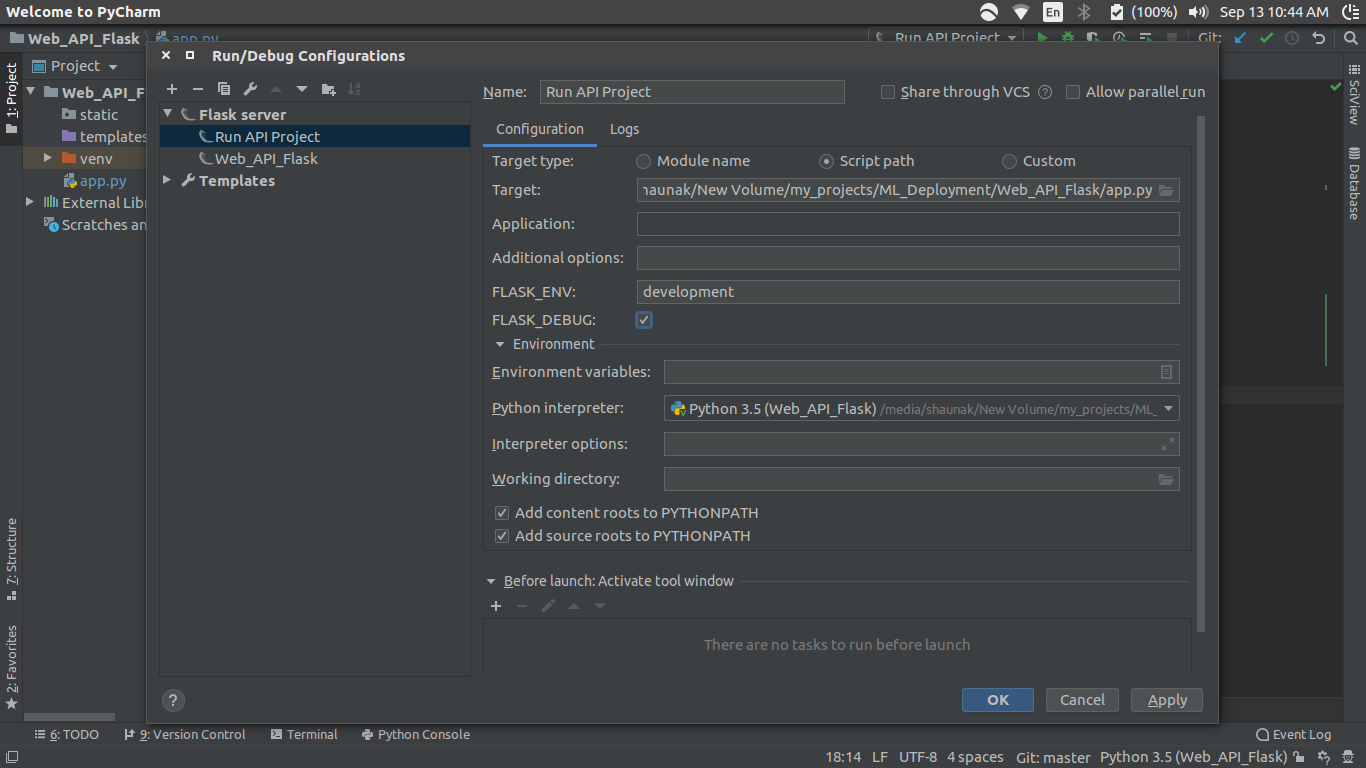 Welcome to PyCharm
En
(100%)
Sep 13 10:44 AM
Web_API_Flask
app.py
Run API Project
Git:
Run/Debug Configurations
1: Project
Project
Web_API_F
static
templates
venv
app.py
External Lib
Scratches an
7: Structure
2: Favorites
Flask server
Run API Project
Web_API_Flask
Templates
Name:
Run API Project
Share through VCS
?
Allow parallel run
Configuration
Logs
Target type:
Module name
Script path
Custom
Target:
haunak/New Volume/my_projects/ML_Deployment/Web_API_Flask/app.py
Application:
Additional options:
FLASK_ENV:
development
FLASK_DEBUG:
Environment
Environment variables:
Python interpreter:
Python 3.5 (Web_API_Flask) /media/shaunak/New Volume/my_projects/ML_
Interpreter options:
Working directory:
Add content roots to PYTHONPATH
Add source roots to PYTHONPATH
Before launch: Activate tool window
There are no tasks to run before launch
?
OK
Cancel
Apply
SciView
Database
6: TODO
9: Version Control
Terminal
Python Console
Event Log
18:14
LF
UTF-8
4 spaces
Git: master
Python 3.5 (Web_API_Flask)